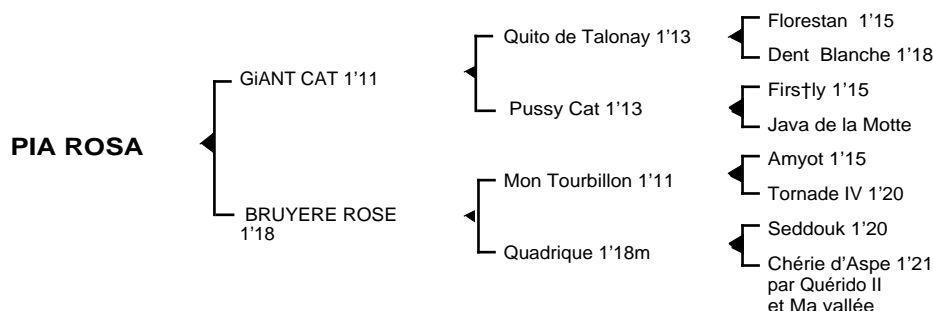 Florestan 1'15
Quito de Talonay 1'13
Dent Blanche 1'18
GiANT CAT 1'11
Firs†ly 1'15
Pussy Cat 1'13
Java de la Motte
PIA ROSA
Amyot 1'15
Mon Tourbillon 1'11
Tornade IV 1'20
BRUYERE ROSE
1'18
Seddouk 1'20
Quadrique 1'18m
Chérie d'Aspe 1'21
par Quérido II
et Ma vallée